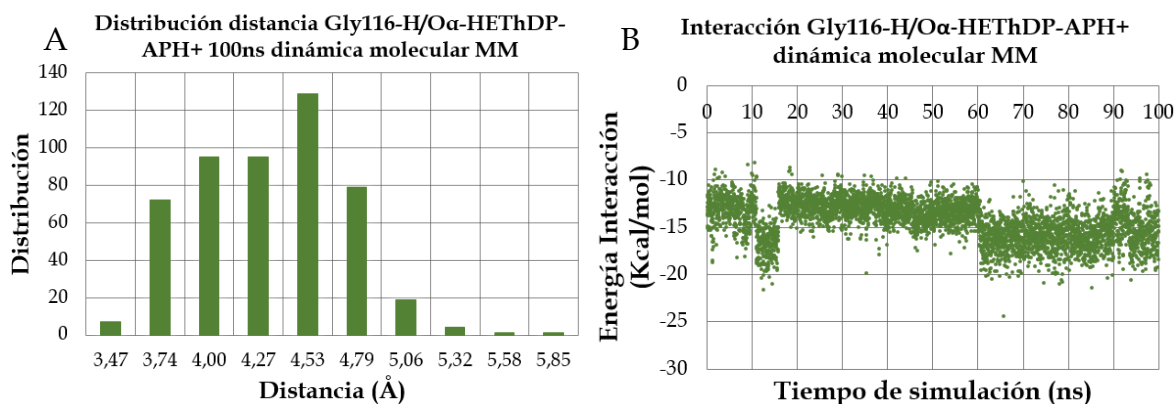 A
Distribución distancia Gly116-H/Oα-HEThDP-
APH+ 100ns dinámica molecular MM
140
120
100
80
60
40
20
0
Distribución
3,47 3,74 4,00 4,27 4,53 4,79 5,06 5,32 5,58 5,85
Distancia (Å)
B
Interacción Gly116-H/Oα-HEThDP-APH+
dinámica molecular MM
0
-5
-10
-15
-20
-25
-30
Energía Interacción
(Kcal/mol)
0 10 20 30 40 50 60 70 80 90 100
Tiempo de simulación (ns)